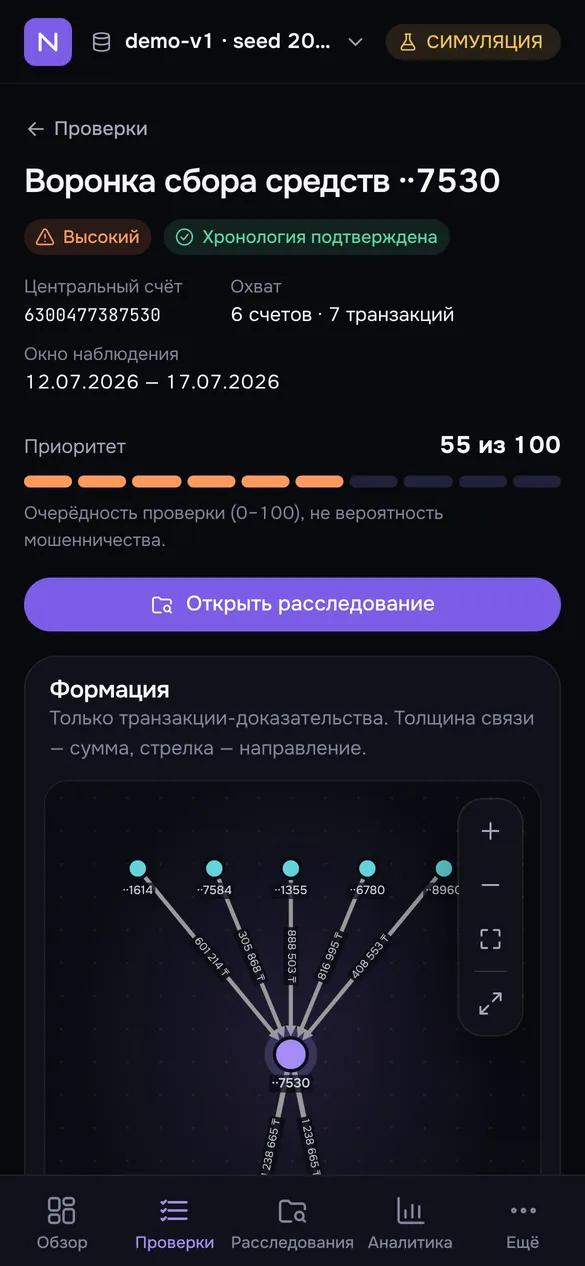 N demo-v1 · seed 20... СИМУЛЯЦИЯ
← Проверки
Воронка сбора средств ··7530
Высокий Хронология подтверждена
Центральный счёт Охват
6300477387530 6 счетов · 7 транзакций
Окно наблюдения
12.07.2026 — 17.07.2026
Приоритет 55 из 100
Очерёдность проверки (0–100), не вероятность
мошенничества.
Открыть расследование
Формация
Только транзакции-доказательства. Толщина связи
— сумма, стрелка — направление.
··1614 ··7584 ··1355 ··6780 ··8960
601 214 ₸ 305 868 ₸ 888 503 ₸ 816 995 ₸ 408 553 ₸
··7530
1 238 665 ₸ 1 238 665 ₸
Обзор Проверки Расследования Аналитика Ещё